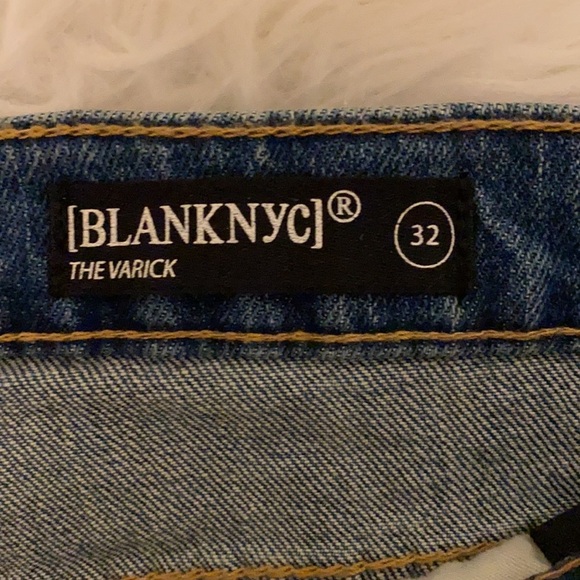 [BLANKNYC]®
THE VARICK
32